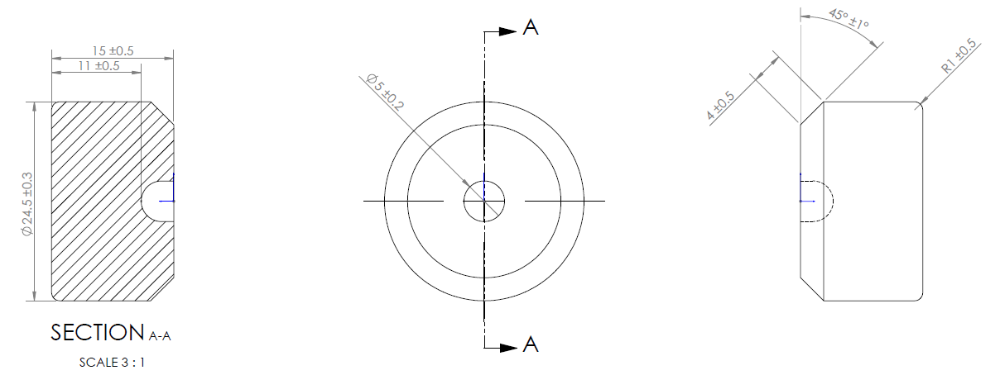 15 ±0.5
11 ±0.5
Ø24.5 ±0.3
SECTION A-A
SCALE 3 : 1
A
Ø5 ±0.2
A
45° ±1°
4 ±0.5
R1 ±0.5